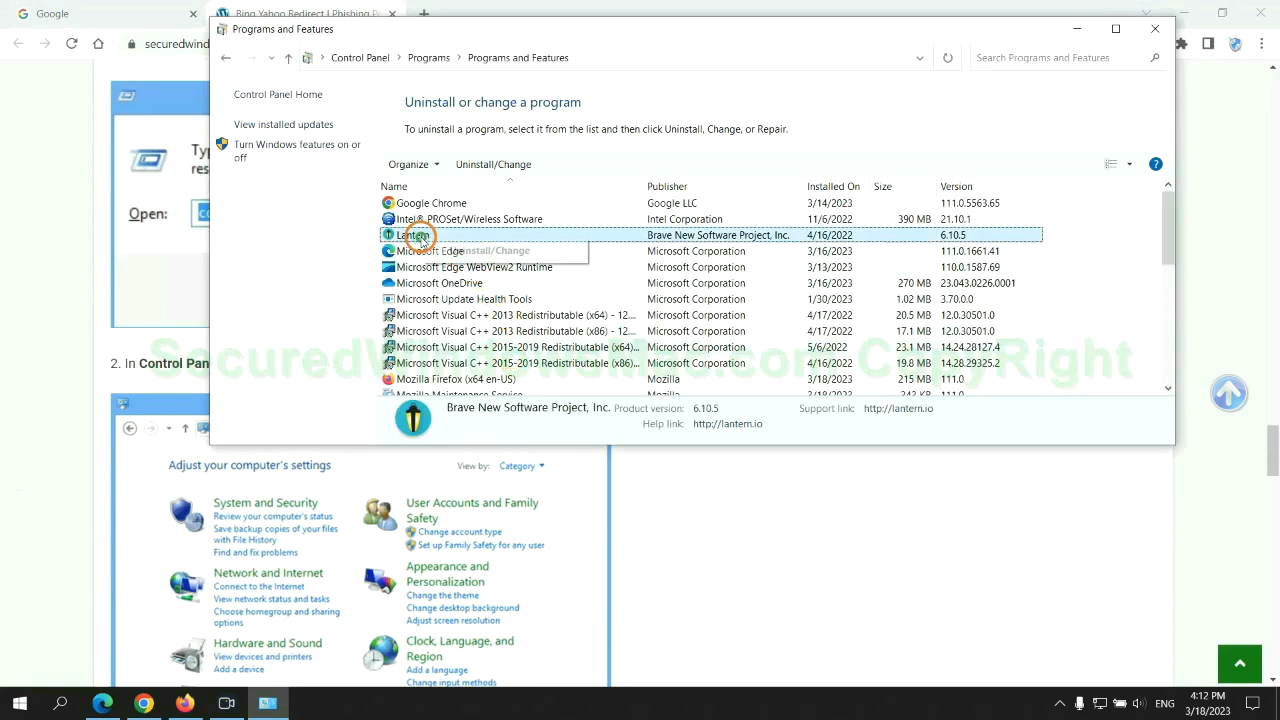 Google
Bing Yahoo Redirect | Phishing P
securedwind
Programs and Features
Control Panel
Programs
Programs and Features
Search Programs and Features
Control Panel Home
View installed updates
Turn Windows features on or
off
Uninstall or change a program
To uninstall a program, select it from the list and then click Uninstall, Change, or Repair.
Organize
Uninstall/Change
Name Publisher Installed On Size Version
Google Chrome Google LLC 3/14/2023 111.0.5563.65
Intel® PROSet/Wireless Software Intel Corporation 11/6/2022 390 MB 21.10.1
Lantern Brave New Software Project, Inc. 4/16/2022 6.10.5
Microsoft Edge Microsoft Corporation 3/16/2023 111.0.1661.41
Uninstall/Change
Microsoft Edge WebView2 Runtime Microsoft Corporation 3/13/2023 110.0.1587.69
Microsoft OneDrive Microsoft Corporation 3/16/2023 270 MB 23.043.0226.0001
Microsoft Update Health Tools Microsoft Corporation 1/30/2023 1.02 MB 3.70.0.0
Microsoft Visual C++ 2013 Redistributable (x64) - 12.... Microsoft Corporation 4/17/2022 20.5 MB 12.0.30501.0
Microsoft Visual C++ 2013 Redistributable (x86) - 12.... Microsoft Corporation 4/17/2022 17.1 MB 12.0.30501.0
Microsoft Visual C++ 2015-2019 Redistributable (x64)... Microsoft Corporation 5/6/2022 23.1 MB 14.24.28127.4
Microsoft Visual C++ 2015-2019 Redistributable (x86)... Microsoft Corporation 4/16/2022 19.8 MB 14.28.29325.2
Mozilla Firefox (x64 en-US) Mozilla 3/18/2023 215 MB 111.0
Mozilla Maintenance Service Mozilla 3/18/2023 343 KB 111.0
Brave New Software Project, Inc.
Product version: 6.10.5
Support link: http://lantern.io
Help link: http://lantern.io
Open:
2. In Control Pan
Adjust your computer's settings
View by: Category
System and Security
Review your computer's status
Save backup copies of your files
with File History
Find and fix problems
Network and Internet
Connect to the Internet
View network status and tasks
Choose homegroup and sharing
options
Hardware and Sound
View devices and printers
Add a device
User Accounts and Family
Safety
Change account type
Set up Family Safety for any user
Appearance and
Personalization
Change the theme
Change desktop background
Adjust screen resolution
Clock, Language, and
Region
Add a language
Change input methods
ENG
4:12 PM
3/18/2023